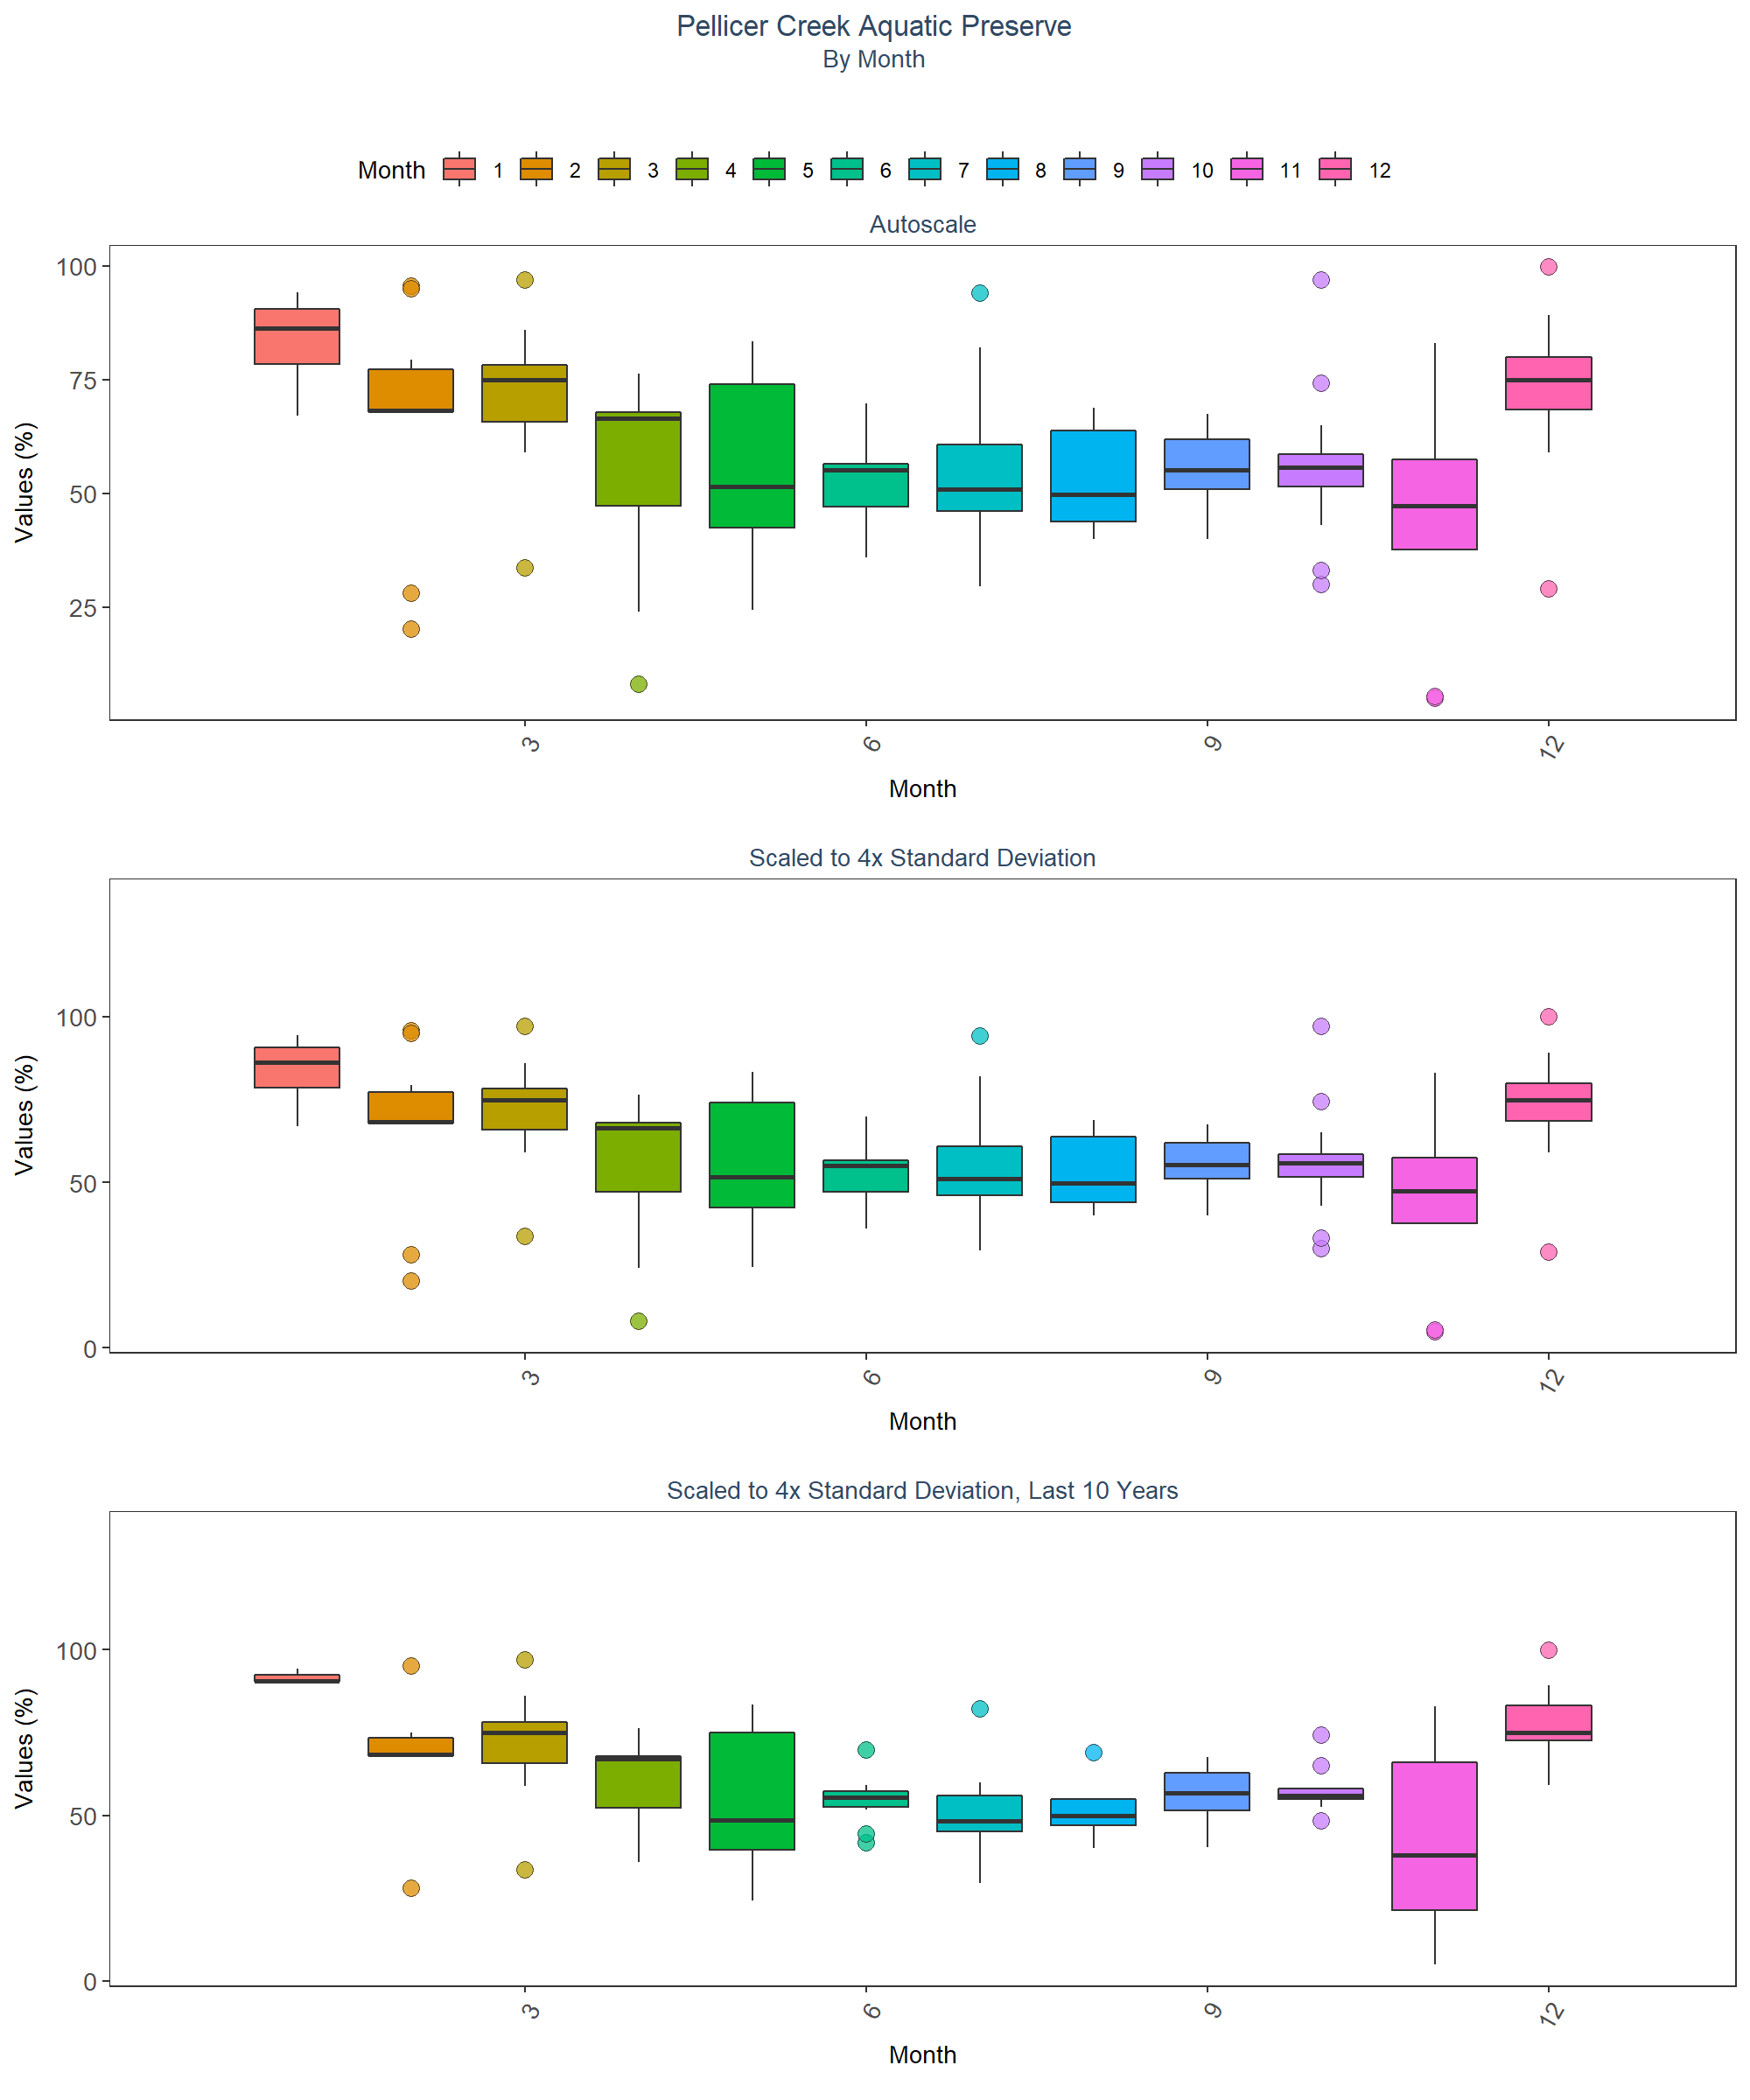 Pellicer Creek Aquatic Preserve
By Month
Month 1 2 3 4 5 6 7 8 9 10 11 12
Autoscale
100
75
50
25
Values (%)
3 6 9 12
Month
Scaled to 4x Standard Deviation
100
50
0
Values (%)
3 6 9 12
Month
Scaled to 4x Standard Deviation, Last 10 Years
100
50
0
Values (%)
3 6 9 12
Month